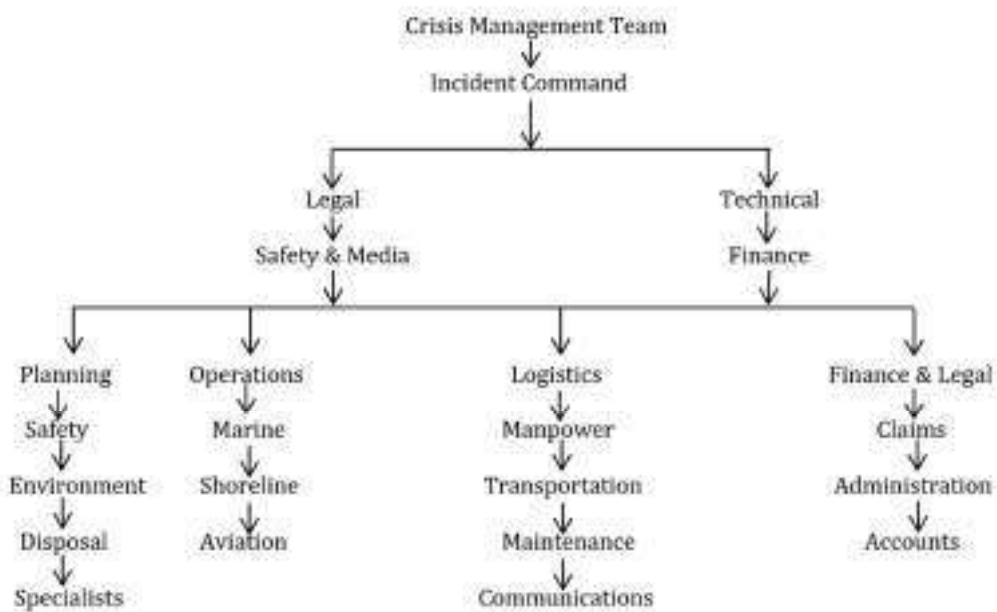 Crisis Management Team
Incident Command
Legal Technical
Safety & Media Finance
Planning Operations Logistics Finance & Legal
Safety Marine Manpower Claims
Environment Shoreline Transportation Administration
Disposal Aviation Maintenance Accounts
Specialists Communications